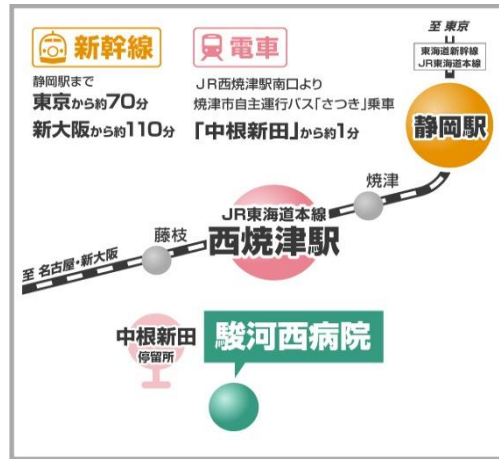 新幹線
静岡駅まで
東京から約70分
新大阪から約110分
電車
JR西焼津駅南口より
焼津市自主運行バス「さつき」乗車
「中根新田」から約1分
至 東京
東海道新幹線
JR東海道本線
静岡駅
焼津
JR東海道本線
西焼津駅
藤枝
至 名古屋・新大阪
中根新田
停留所
駿河西病院